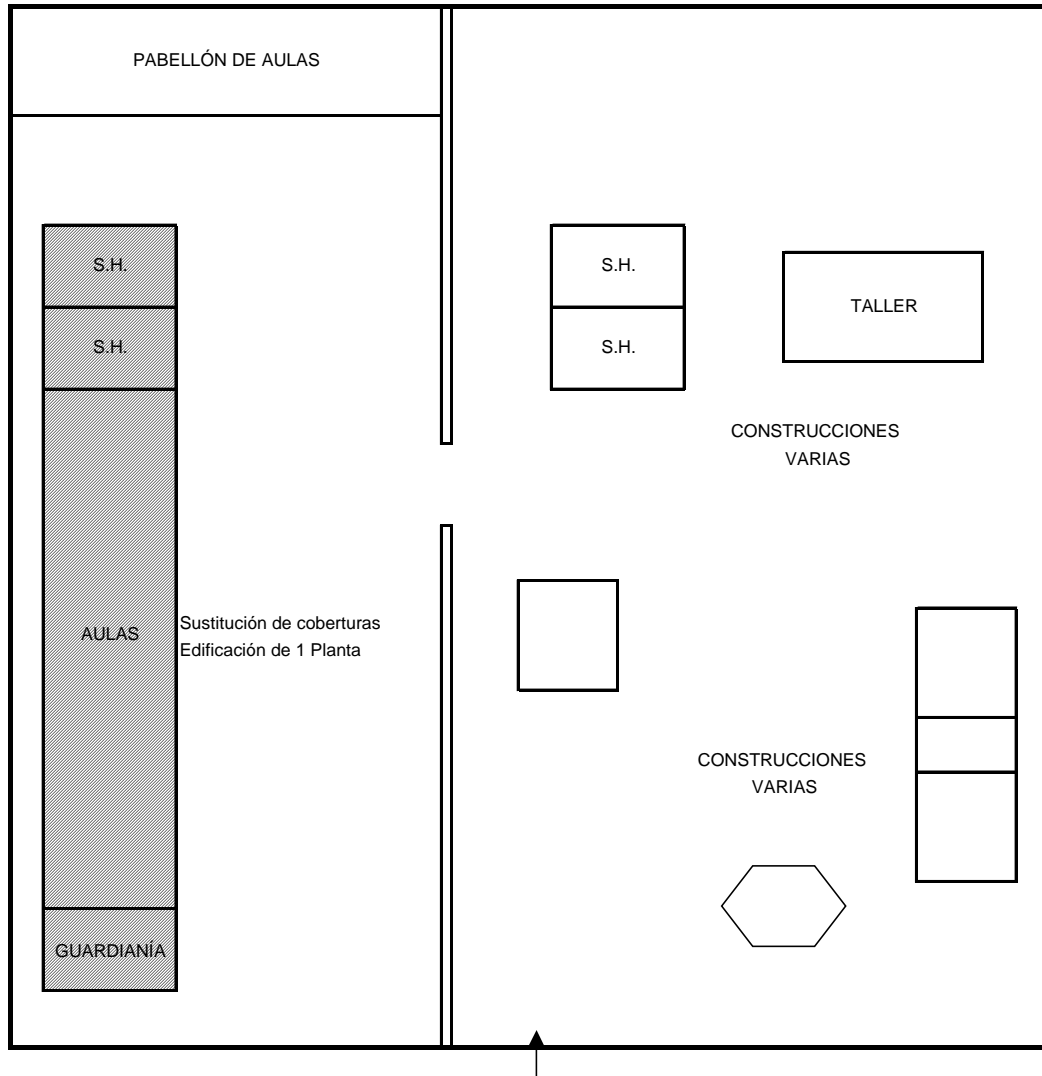 PABELLÓN DE AULAS
S.H.
S.H.
AULAS
Sustitución de coberturas
Edificación de 1 Planta
GUARDIANÍA
S.H.
S.H.
TALLER
CONSTRUCCIONES
VARIAS
CONSTRUCCIONES
VARIAS